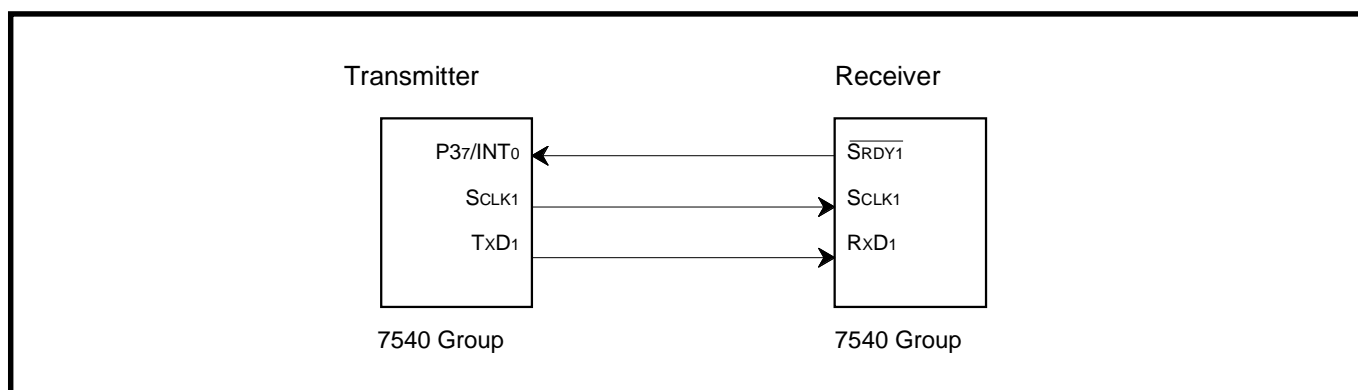 Transmitter
Receiver
P37/INT0
SRDY1
SCLK1
SCLK1
TXD1
RXD1
7540 Group
7540 Group